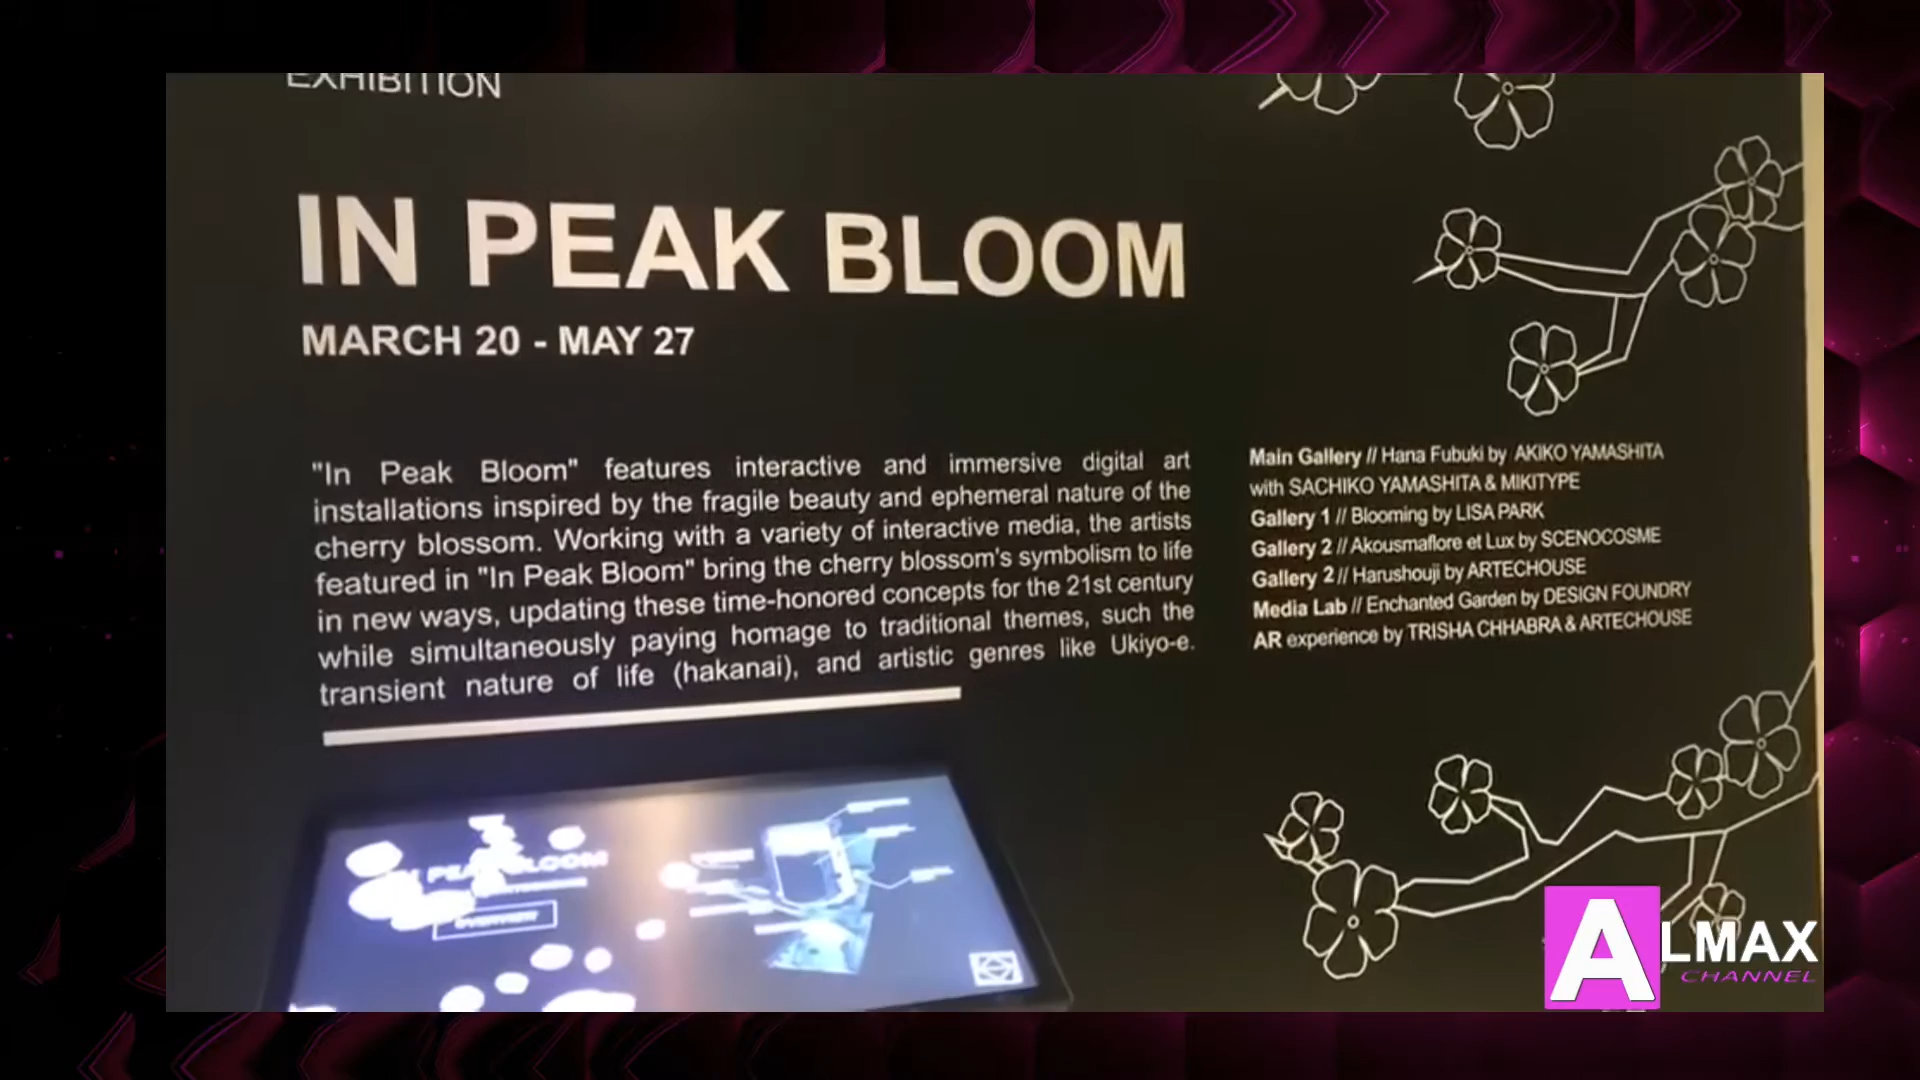 EXHIBITION
IN PEAK BLOOM
MARCH 20 - MAY 27
"In Peak Bloom" features interactive and immersive digital art
installations inspired by the fragile beauty and ephemeral nature of the
cherry blossom. Working with a variety of interactive media, the artists
featured in "In Peak Bloom" bring the cherry blossom's symbolism to life
in new ways, updating these time-honored concepts for the 21st century
while simultaneously paying homage to traditional themes, such the
transient nature of life (hakanai), and artistic genres like Ukiyo-e.
Main Gallery // Hana Fubuki by AKIKO YAMASHITA
with SACHIKO YAMASHITA & MIKITYPE
Gallery 1 // Blooming by LISA PARK
Gallery 2 // Akousmaflore et Lux by SCENOCOSME
Gallery 2 // Harushouji by ARTECHOUSE
Media Lab // Enchanted Garden by DESIGN FOUNDRY
AR experience by TRISHA CHHABRA & ARTECHOUSE
IN PEAK BLOOM
ALMAX
CHANNEL